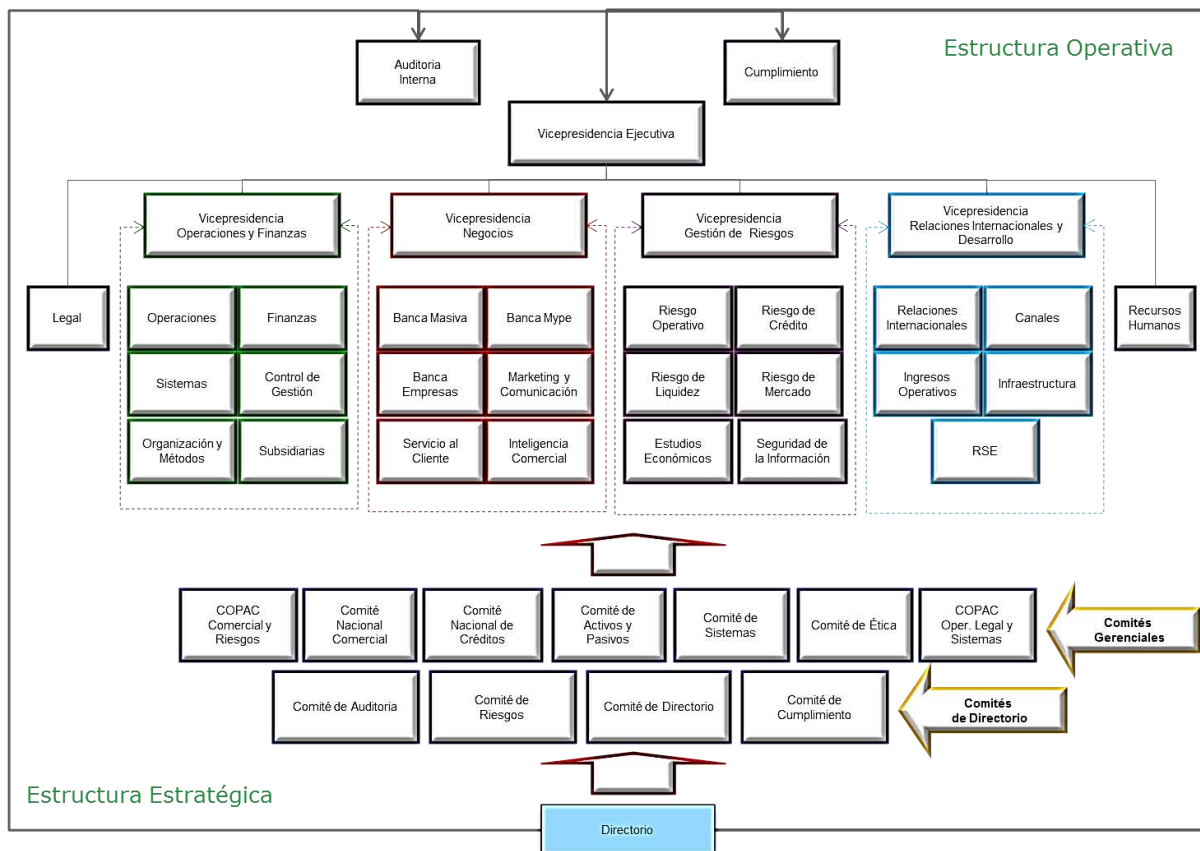 Estructura Operativa
Auditoria
Interna
Cumplimiento
Vicepresidencia Ejecutiva
Vicepresidencia
Operaciones y Finanzas
Vicepresidencia
Negocios
Vicepresidencia
Gestión de Riesgos
Vicepresidencia
Relaciones Internacionales y
Desarrollo
Legal
Operaciones
Finanzas
Sistemas
Control de
Gestión
Organización y
Métodos
Subsidiarias
Banca Masiva
Banca Mype
Banca
Empresas
Marketing y
Comunicación
Servicio al
Cliente
Inteligencia
Comercial
Riesgo
Operativo
Riesgo de
Crédito
Riesgo de
Liquidez
Riesgo de
Mercado
Estudios
Económicos
Seguridad de
la Información
Relaciones
Internacionales
Canales
Ingresos
Operativos
Infraestructura
RSE
Recursos
Humanos
COPAC
Comercial y
Riesgos
Comité
Nacional
Comercial
Comité
Nacional de
Créditos
Comité de
Activos y
Pasivos
Comité de
Sistemas
Comité de Ética
COPAC
Oper. Legal y
Sistemas
Comités
Gerenciales
Comité de Auditoria
Comité de
Riesgos
Comité de Directorio
Comité de
Cumplimiento
Comités
de Directorio
Estructura Estratégica
Directorio